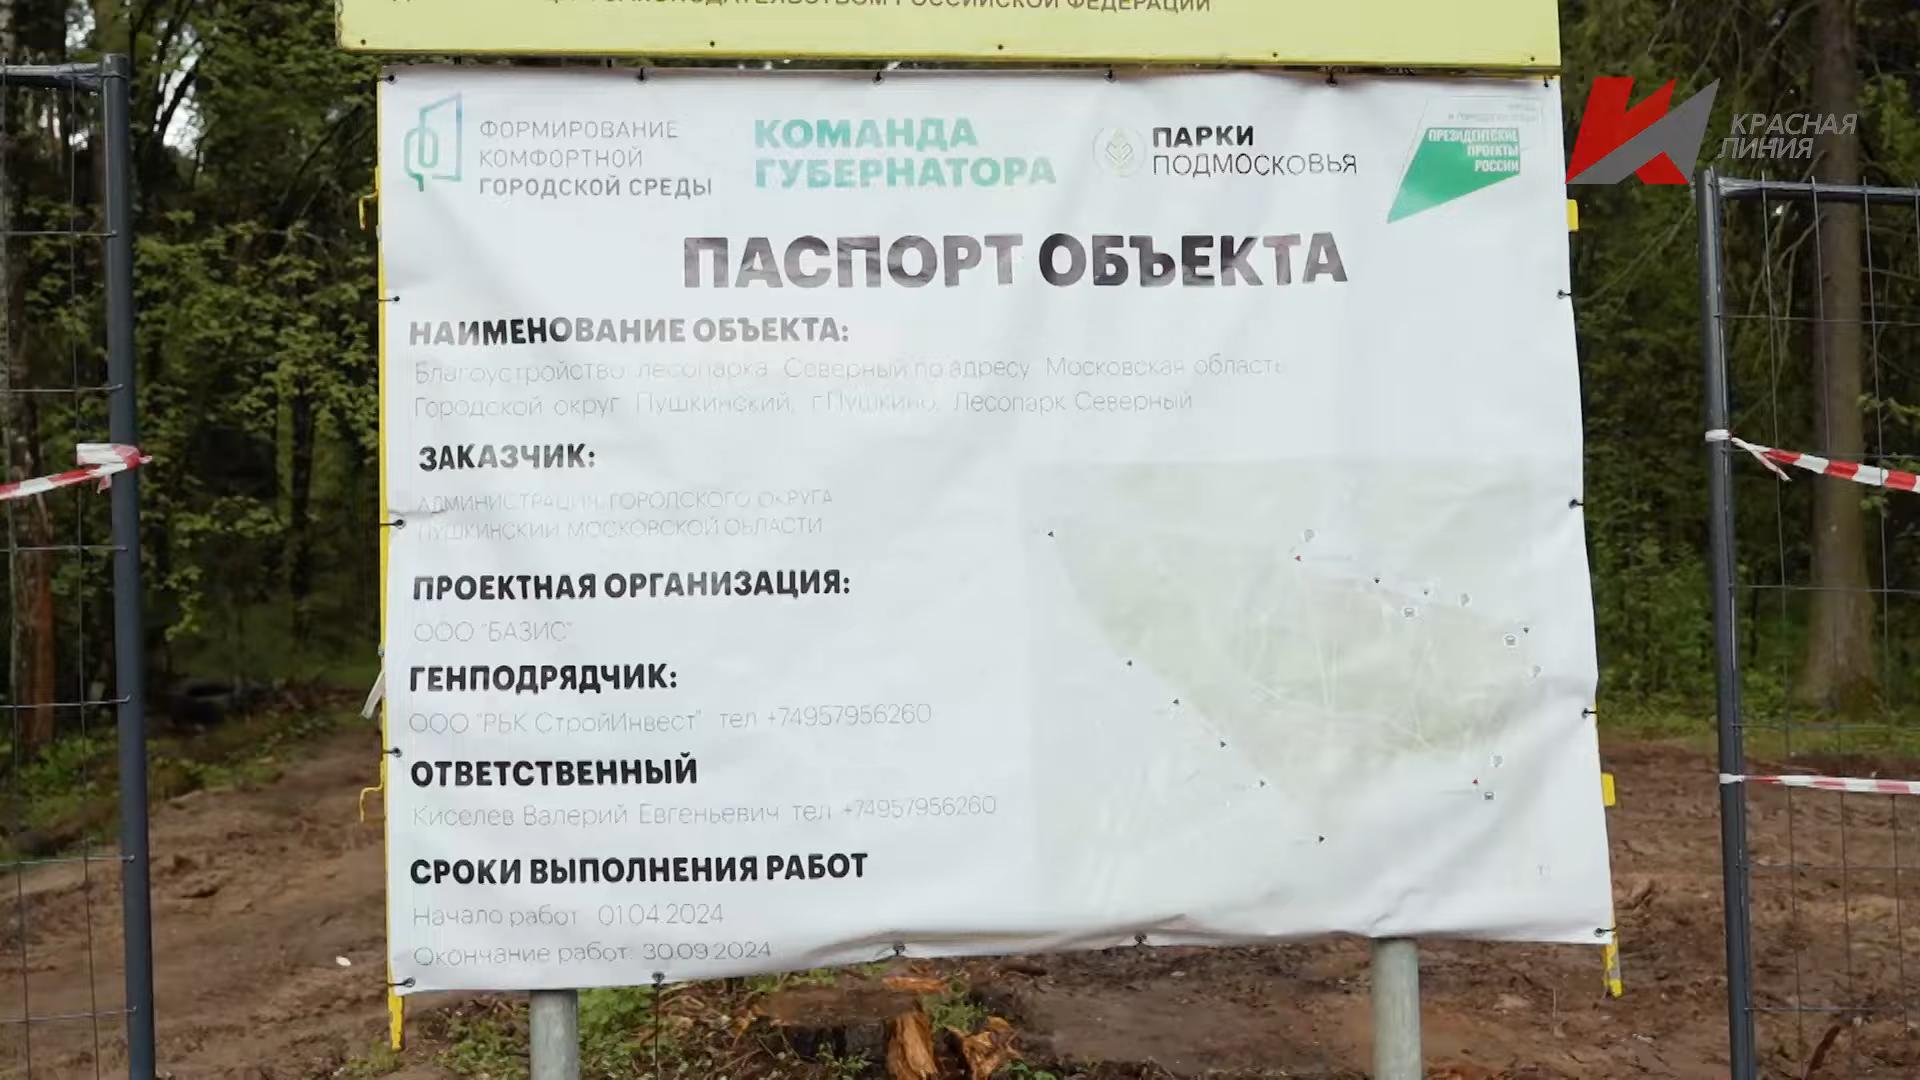 ЗАКОНОДАТЕЛЬСТВОМ РОССИЙСКОЙ ФЕДЕРАЦИИ
ФОРМИРОВАНИЕ
КОМФОРТНОЙ
ГОРОДСКОЙ СРЕДЫ
КОМАНДА
ГУБЕРНАТОРА
ПАРКИ
ПОДМОСКОВЬЯ
ПРЕЗИДЕНТСКИЕ
ПРОЕКТЫ
РОССИИ
КРАСНАЯ
ЛИНИЯ
ПАСПОРТ ОБЪЕКТА
НАИМЕНОВАНИЕ ОБЪЕКТА:
Благоустройство лесопарка Северный по адресу Московская область
Городской округ Пушкинский, г.Пушкино, Лесопарк Северный
ЗАКАЗЧИК:
АДМИНИСТРАЦИЯ ГОРОДСКОГО ОКРУГА
ПУШКИНСКИЙ МОСКОВСКОЙ ОБЛАСТИ
ПРОЕКТНАЯ ОРГАНИЗАЦИЯ:
ООО "БАЗИС"
ГЕНПОДРЯДЧИК:
ООО "РБК СтройИнвест" тел +74957956260
ОТВЕТСТВЕННЫЙ
Киселев Валерий Евгеньевич тел +74957956260
СРОКИ ВЫПОЛНЕНИЯ РАБОТ
Начало работ: 01.04.2024
Окончание работ: 30.09.2024